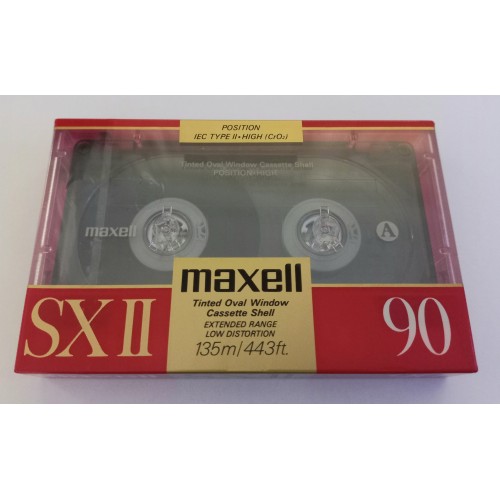 POSITION
IEC TYPE II • HIGH (CrO₂)
Tinted Oval Window Cassette Shell
POSITION•HIGH
maxell
A
maxell
Tinted Oval Window
Cassette Shell
EXTENDED RANGE
LOW DISTORTION
135m/443ft.
SX II
90